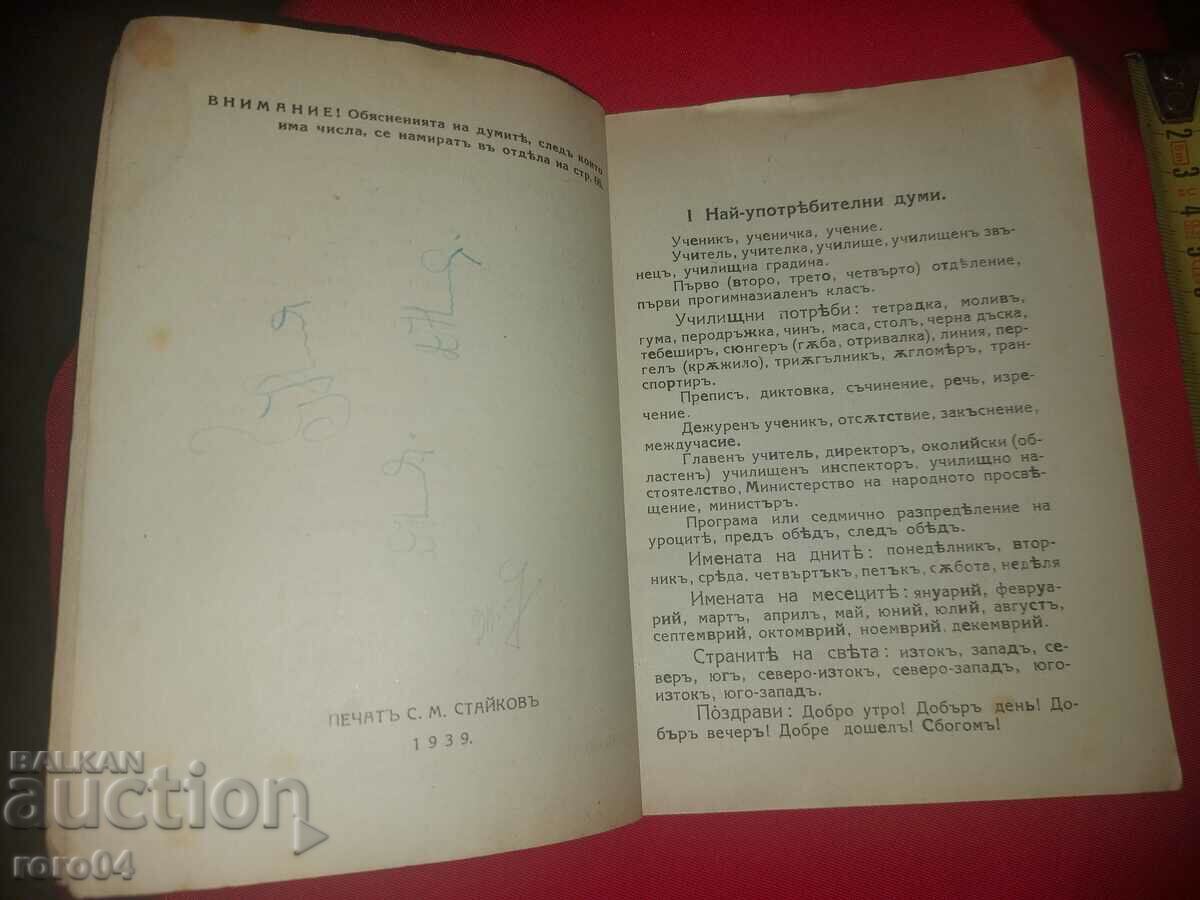 ВНИМАНИЕ! Обясненията на думитѣ, следъ които
има числа, се намиратъ въ отдѣла на стр. 66.
ПЕЧАТЪ С. М. СТАЙКОВЪ
1939.
I Най-употрѣбителни думи.
Ученикъ, ученичка, учение.
Учитель, учителка, училище, училищенъ звъ-
нецъ, училищна градина.
Първо (второ, трето, четвърто) отдѣление,
първи прогимназиаленъ класъ.
Училищни потрѣби: тетрадка, моливъ,
гума, перодръжка, чинъ, маса, столъ, черна дъска,
тебеширъ, сюнгеръ (гѫба, отривалка), линия, пер-
гелъ (крѫжило), триѫгълникъ, ѫгломѣръ, тран-
спортиръ.
Преписъ, диктовка, съчинение, речь, изре-
чение.
Дежуренъ ученикъ, отсѫтствие, закъснение,
междучасие.
Главенъ учитель, директоръ, околийски (об-
ластенъ) училищенъ инспекторъ, училищно на-
стоятелство, Министерство на народното просвѣ-
щение, министъръ.
Програма или седмично разпредѣление на
уроцитѣ, предъ обѣдъ, следъ обѣдъ.
Имената на днитѣ: понедѣлникъ, втор-
никъ, срѣда, четвъртъкъ, петъкъ, сѫбота, недѣля
Имената на месецитѣ: януарий, февруа-
рий, мартъ, априлъ, май, юний, юлий, августъ,
септемврий, октомврий, ноемврий, декемврий.
Странитѣ на свѣта: изтокъ, западъ, се-
веръ, югъ, северо-изтокъ, северо-западъ, юго-
изтокъ, юго-западъ.
Поздрави: Добро утро! Добъръ день! До-
бъръ вечеръ! Добре дошелъ! Сбогомъ!
BALKAN
auction
roro04
2
3
4
5